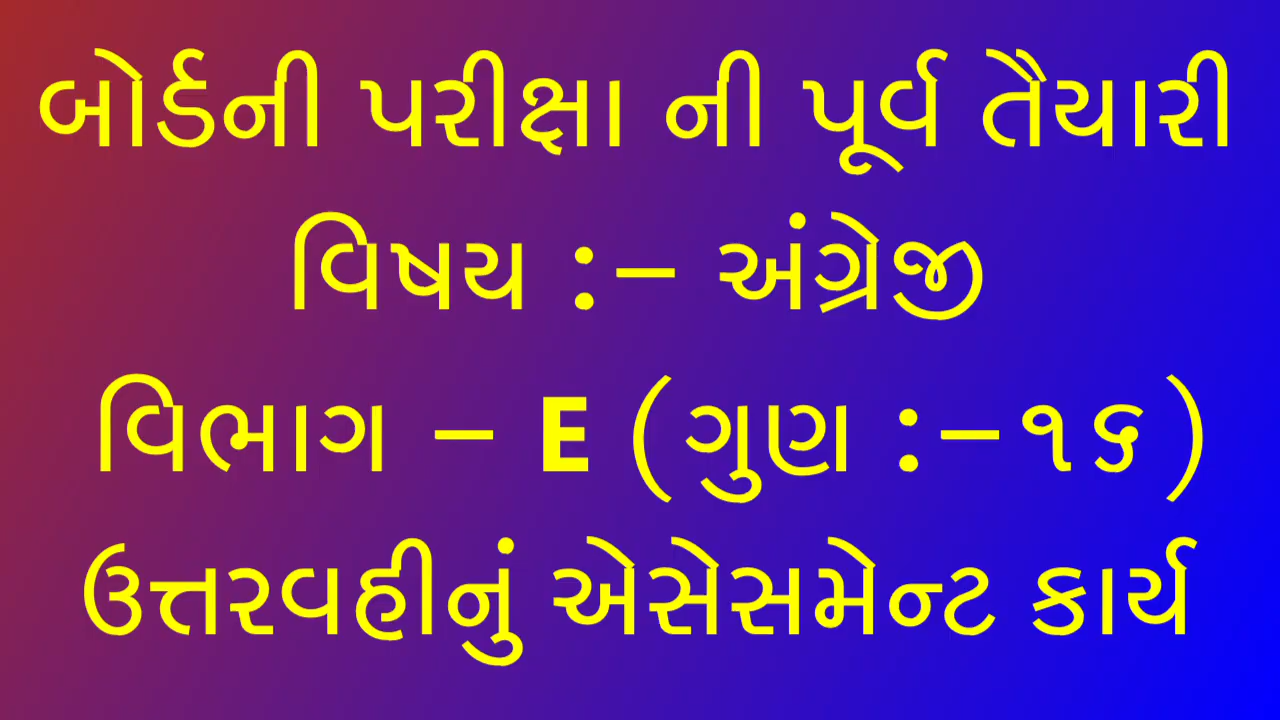 બોર્ડની પરીક્ષા ની પૂર્વ તૈયારી
વિષય :– અંગ્રેજી
વિભાગ – E (ગુણ :–૧૬)
ઉત્તરવહીનું એસેસમેન્ટ કાર્ય